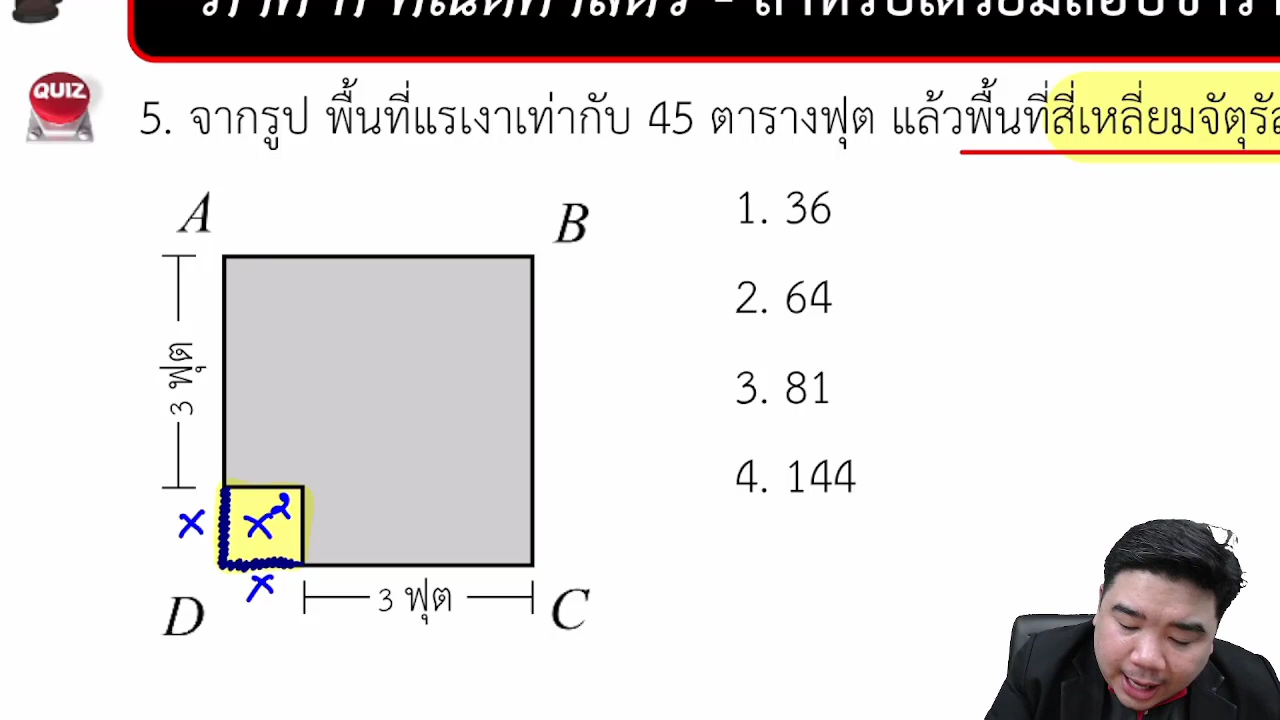 QUIZ
5. จากรูป พื้นที่แรเงาเท่ากับ 45 ตารางฟุต แล้วพื้นที่สี่เหลี่ยมจัตุรั
1. 36
2. 64
3. 81
4. 144
A
B
3 ฟุต
x
x²
x
3 ฟุต
D
C